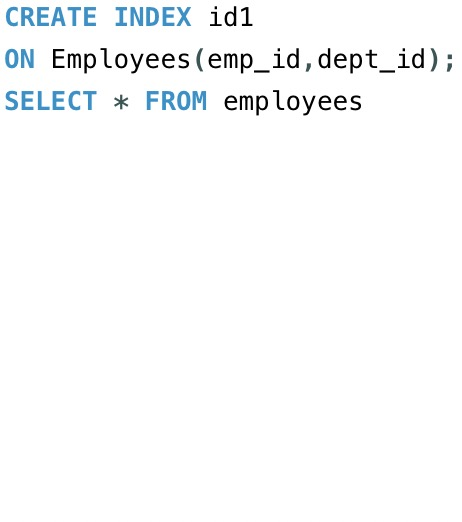 CREATE INDEX id1
ON Employees(emp_id,dept_id);
SELECT * FROM employees